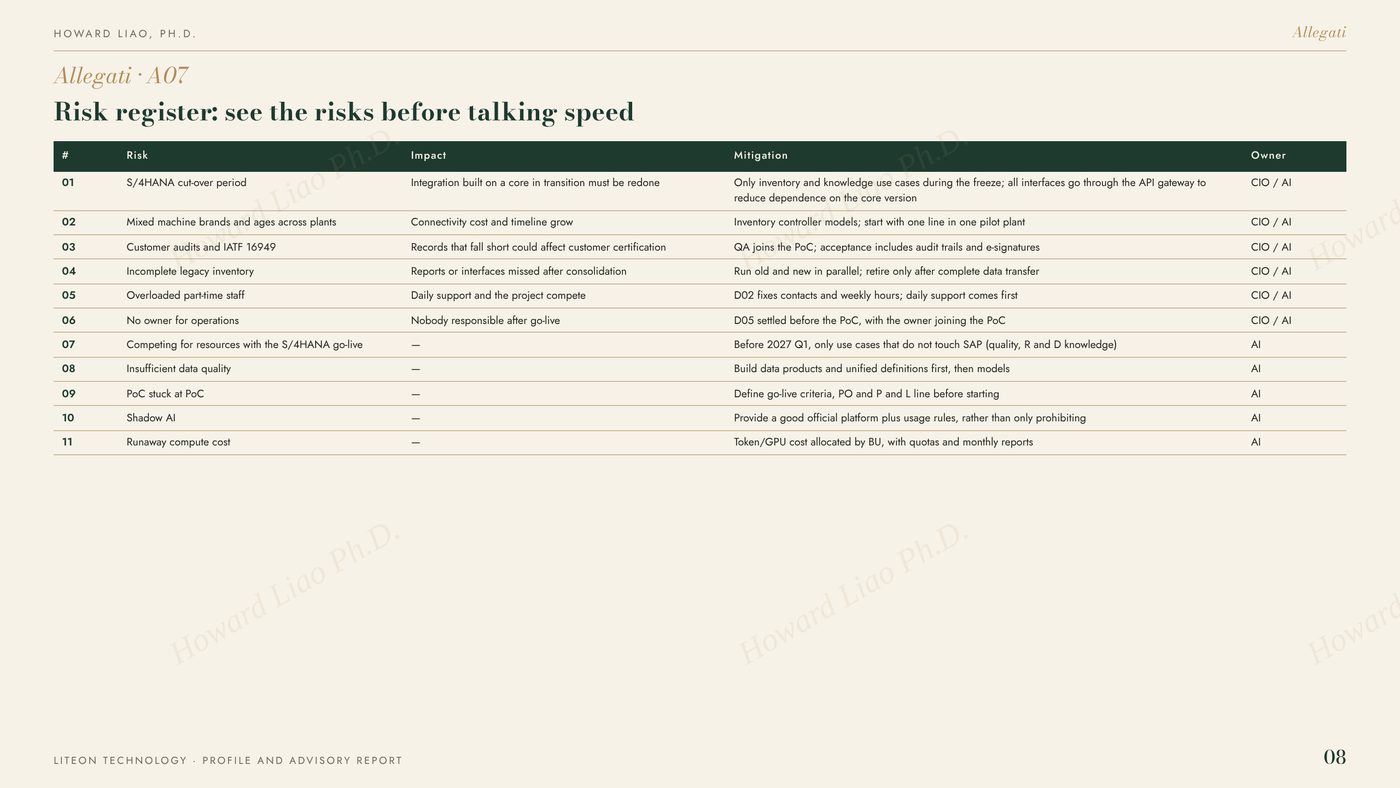 HOWARD LIAO, PH.D.
Allegati
Allegati · A07
Risk register: see the risks before talking speed
# Risk Impact Mitigation Owner
01 S/4HANA cut-over period Integration built on a core in transition must be redone Only inventory and knowledge use cases during the freeze; all interfaces go through the API gateway to CIO / AI
reduce dependence on the core version
02 Mixed machine brands and ages across plants Connectivity cost and timeline grow Inventory controller models; start with one line in one pilot plant CIO / AI
03 Customer audits and IATF 16949 Records that fall short could affect customer certification QA joins the PoC; acceptance includes audit trails and e-signatures CIO / AI
04 Incomplete legacy inventory Reports or interfaces missed after consolidation Run old and new in parallel; retire only after complete data transfer CIO / AI
05 Overloaded part-time staff Daily support and the project compete D02 fixes contacts and weekly hours; daily support comes first CIO / AI
06 No owner for operations Nobody responsible after go-live D05 settled before the PoC, with the owner joining the PoC CIO / AI
07 Competing for resources with the S/4HANA go-live — Before 2027 Q1, only use cases that do not touch SAP (quality, R and D knowledge) AI
08 Insufficient data quality — Build data products and unified definitions first, then models AI
09 PoC stuck at PoC — Define go-live criteria, PO and P and L line before starting AI
10 Shadow AI — Provide a good official platform plus usage rules, rather than only prohibiting AI
11 Runaway compute cost — Token/GPU cost allocated by BU, with quotas and monthly reports AI
Howard Liao Ph.D.
Howard Liao Ph.D.
Howard
Howard Liao Ph.D.
Howard Liao Ph.D.
Howard
LITEON TECHNOLOGY · PROFILE AND ADVISORY REPORT
08